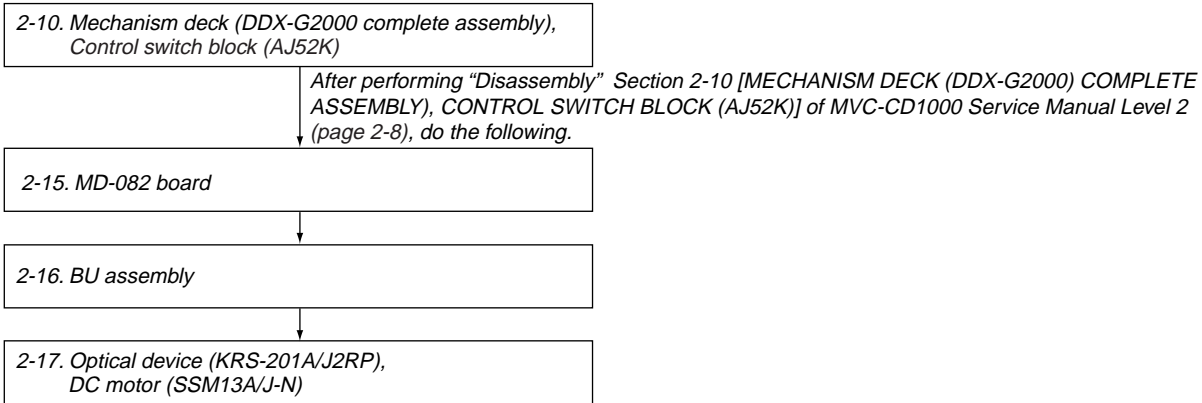 2-10. Mechanism deck (DDX-G2000 complete assembly),
Control switch block (AJ52K)
After performing “Disassembly” Section 2-10 [MECHANISM DECK (DDX-G2000) COMPLETE
ASSEMBLY), CONTROL SWITCH BLOCK (AJ52K)] of MVC-CD1000 Service Manual Level 2
(page 2-8), do the following.
2-15. MD-082 board
2-16. BU assembly
2-17. Optical device (KRS-201A/J2RP),
DC motor (SSM13A/J-N)